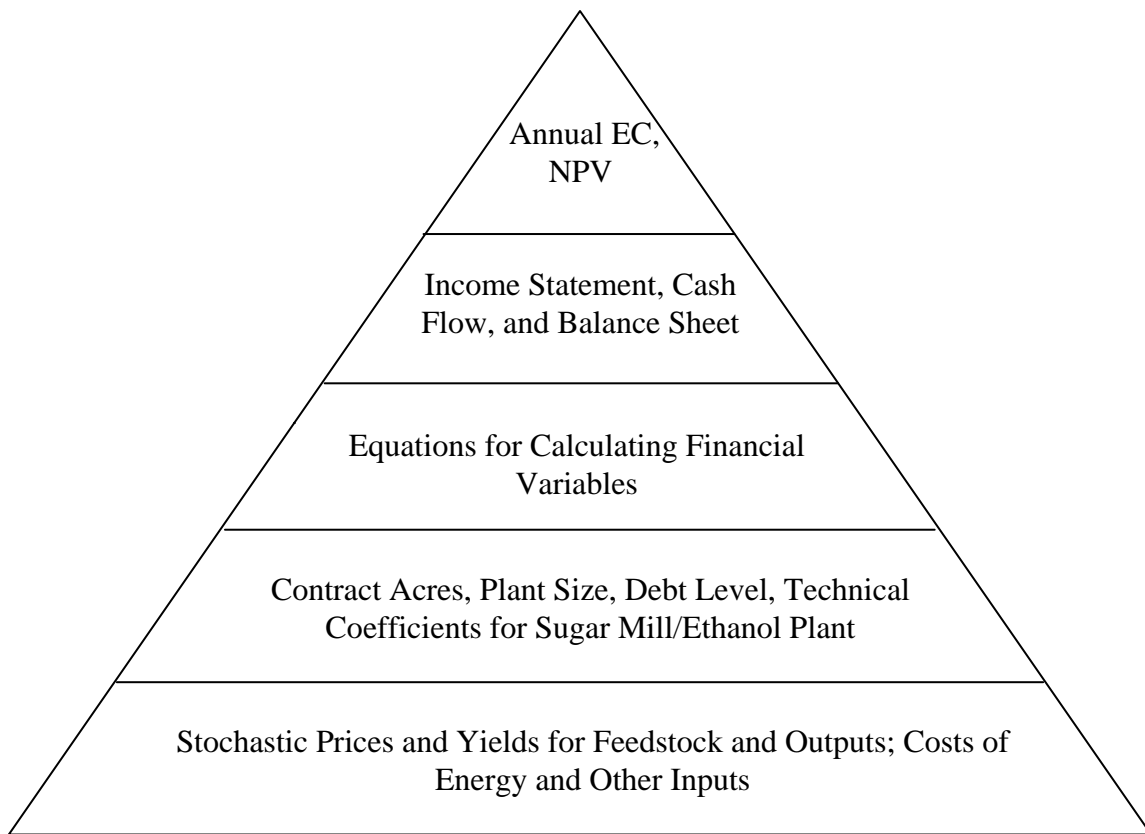 Annual EC,
NPV
Income Statement, Cash
Flow, and Balance Sheet
Equations for Calculating Financial
Variables
Contract Acres, Plant Size, Debt Level, Technical
Coefficients for Sugar Mill/Ethanol Plant
Stochastic Prices and Yields for Feedstock and Outputs; Costs of
Energy and Other Inputs